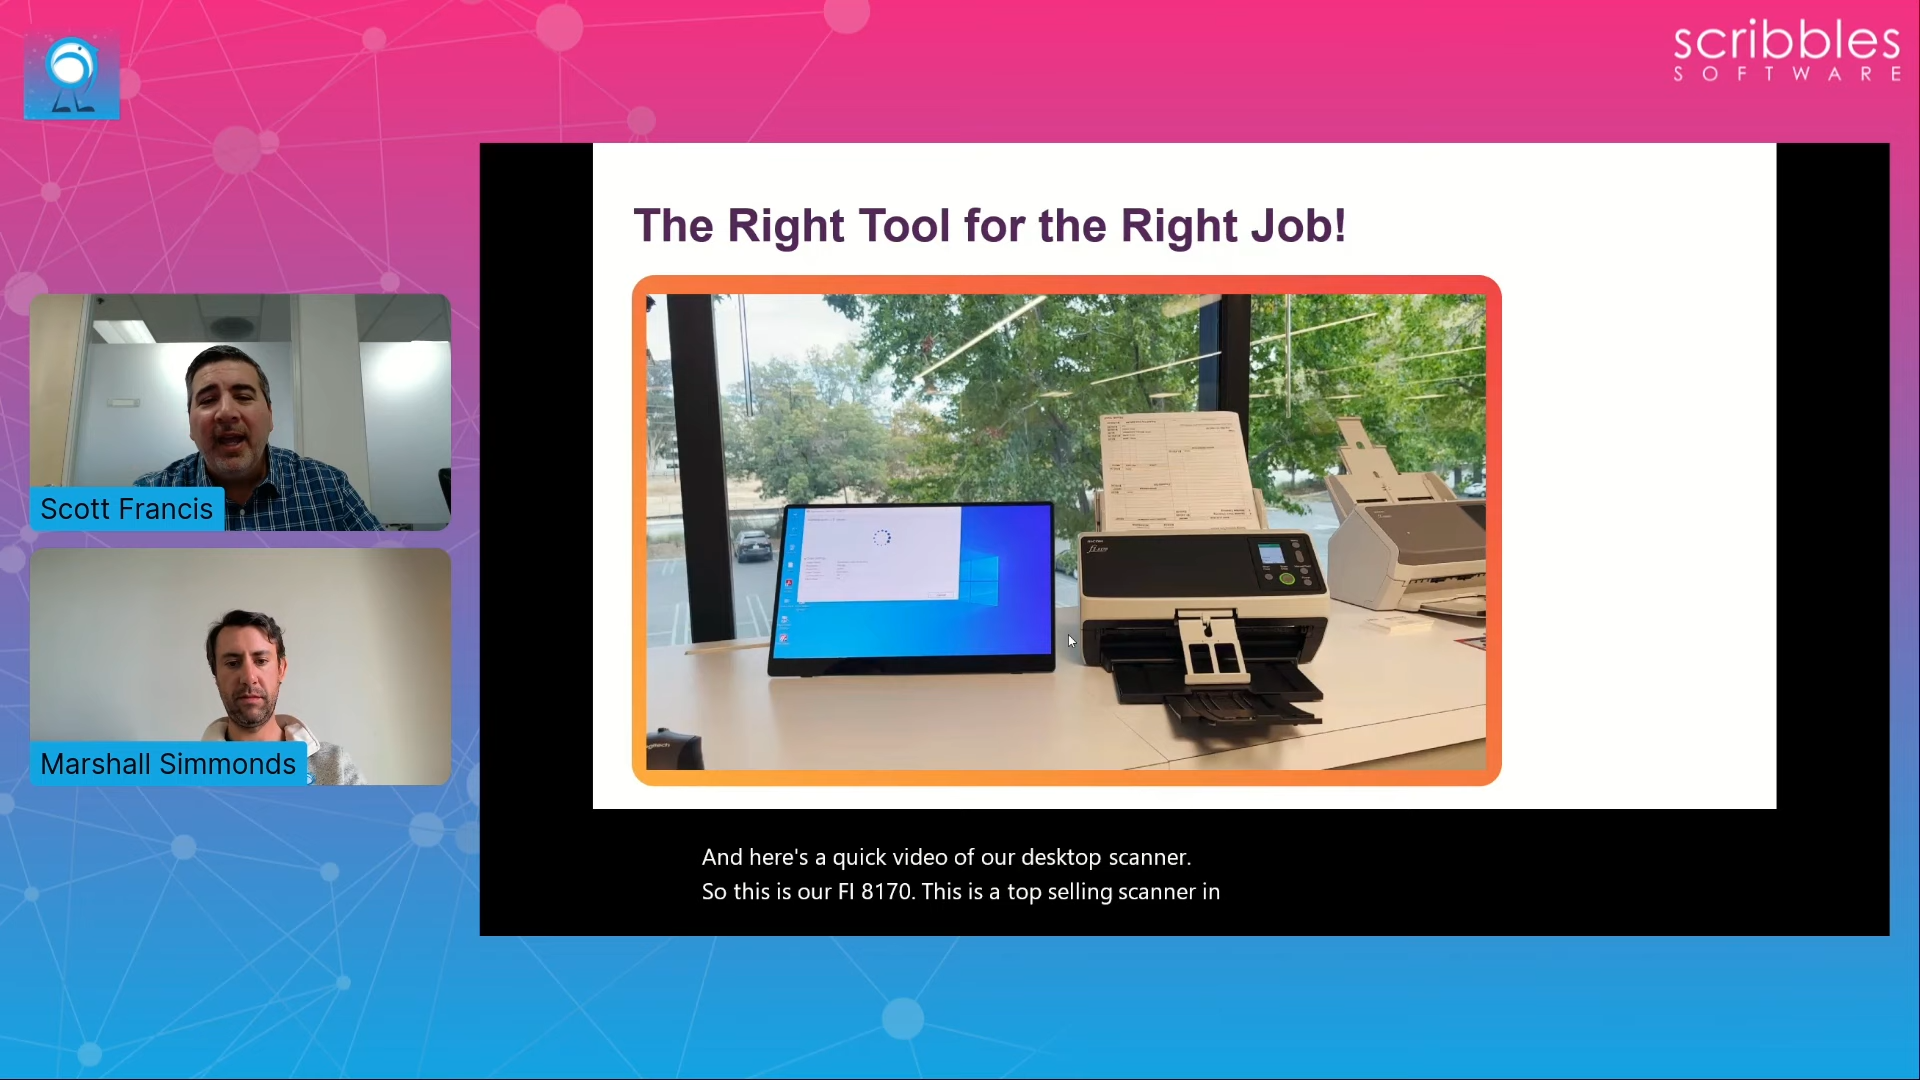 scribbles
SOFTWARE
The Right Tool for the Right Job!
Scott Francis
Marshall Simmonds
And here's a quick video of our desktop scanner.
So this is our FI 8170. This is a top selling scanner in